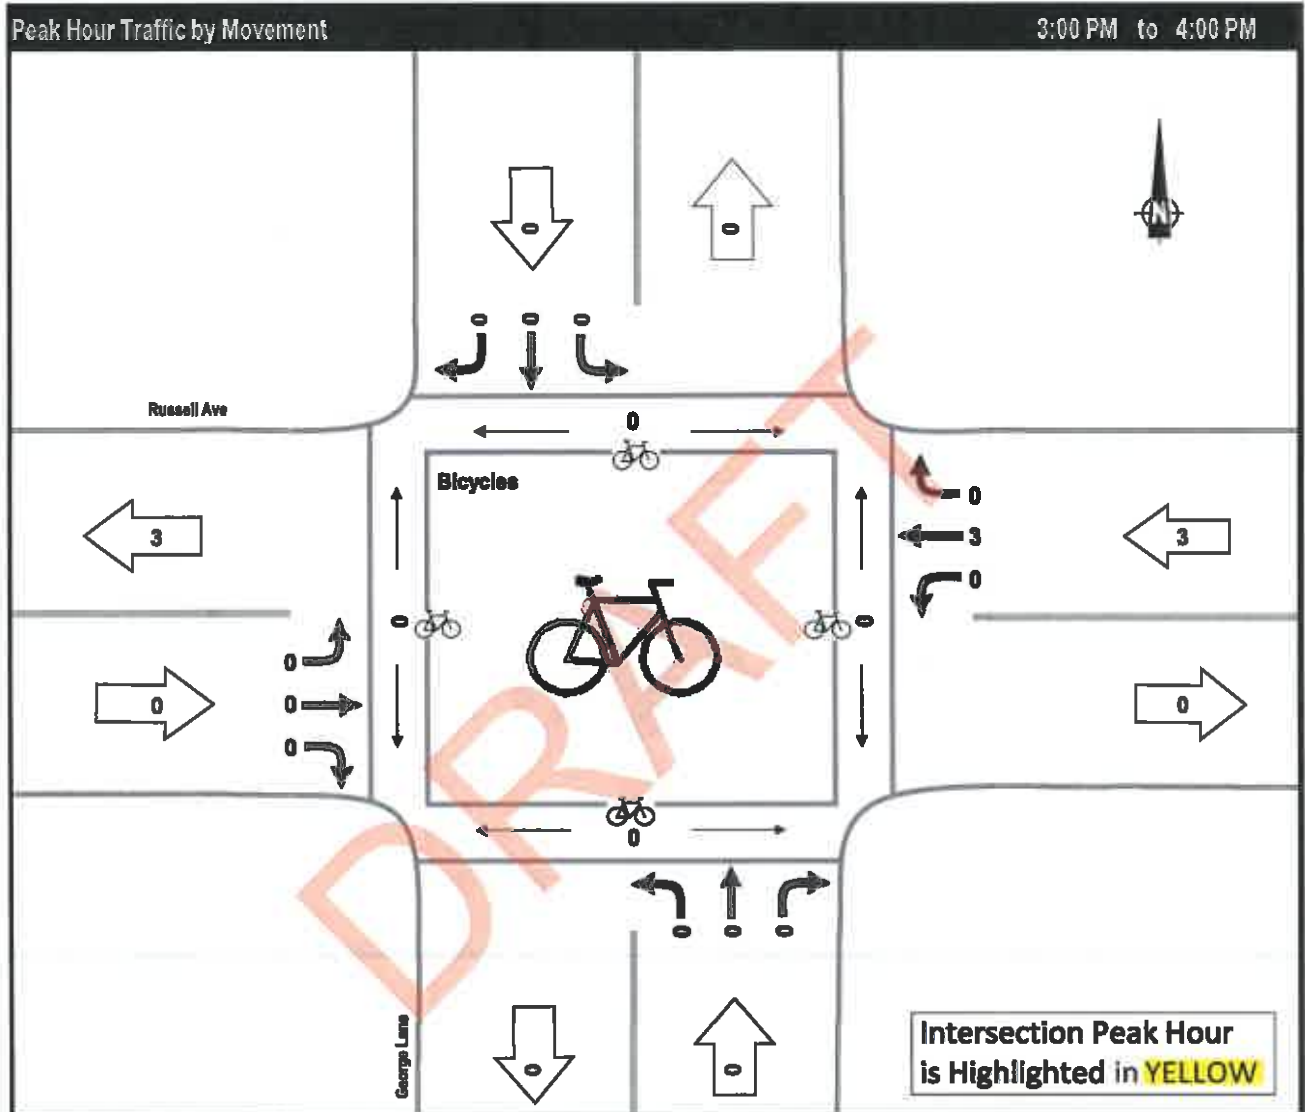 Peak Hour Traffic by Movement 3:00 PM to 4:00 PM
0 0
0 0 0
N
Russell Ave
0
Bicycles
0
3 3 3
0
0 0
0
0 0 0
0
0
0 0 0
George Lane
0 0
Intersection Peak Hour
is Highlighted in YELLOW
DRAFT